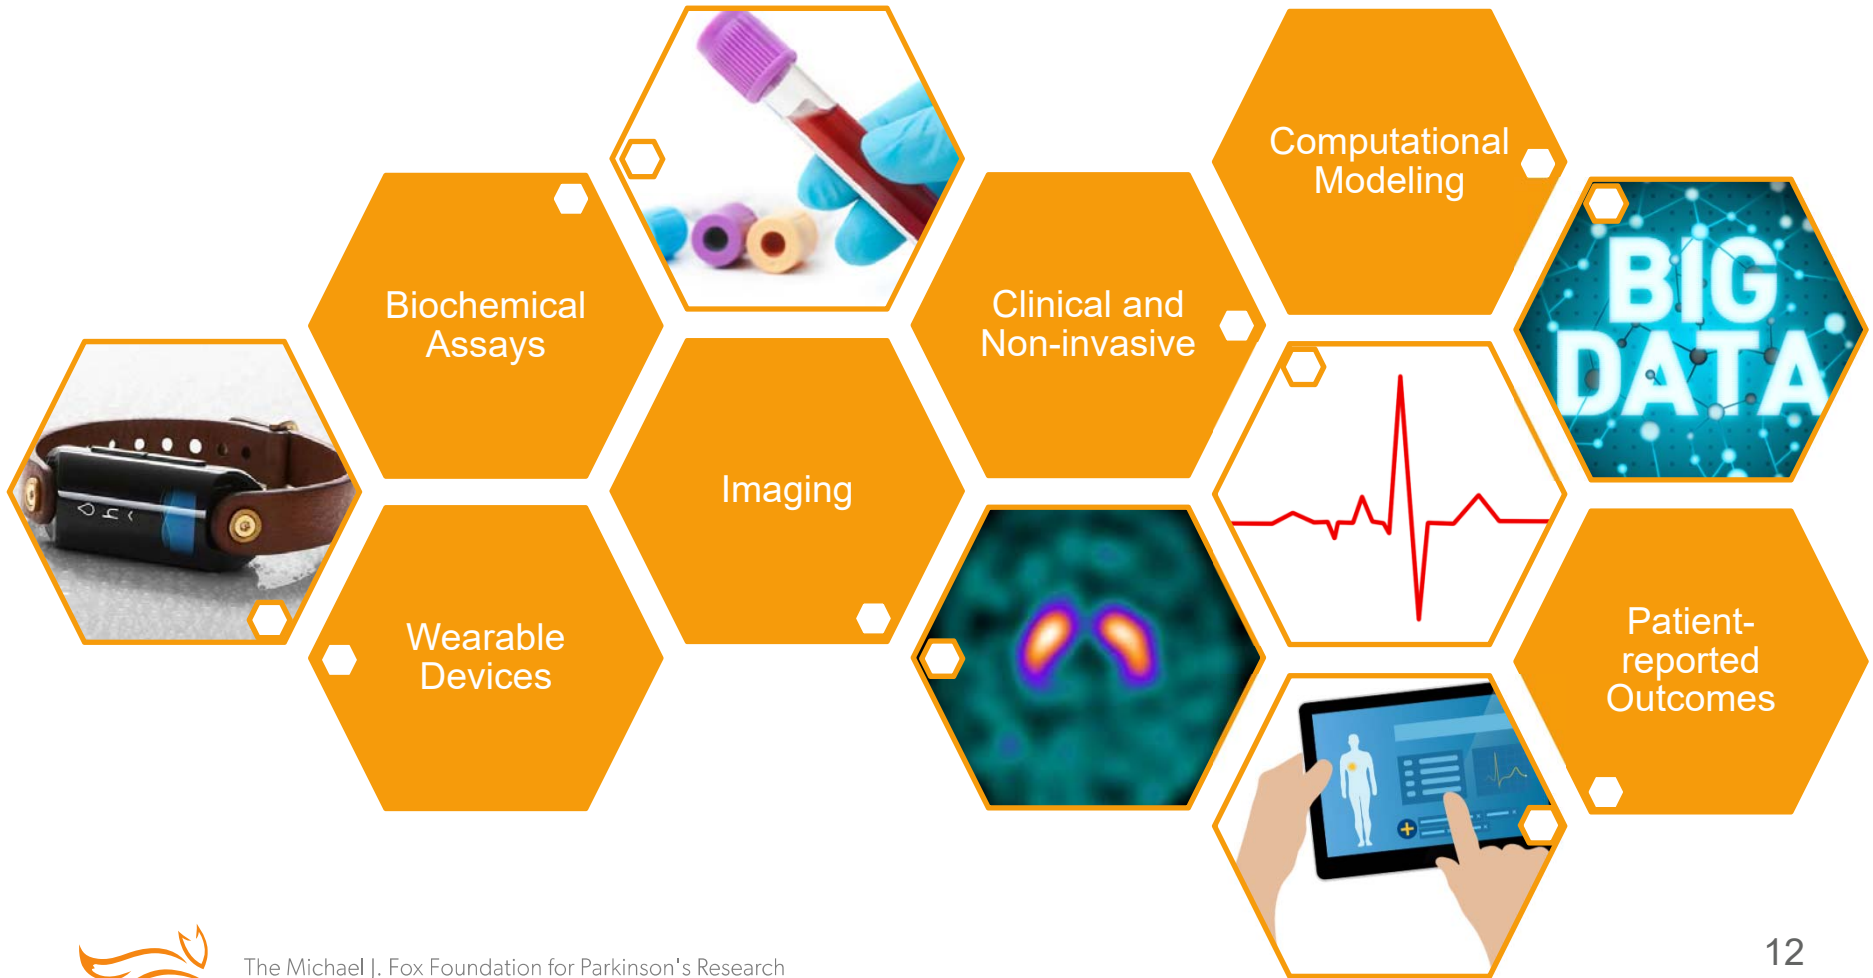 Computational
Modeling
Biochemical
Assays
Clinical and
Non-invasive
BIG
DATA
Imaging
Wearable
Devices
Patient-
reported
Outcomes
The Michael J. Fox Foundation for Parkinson's Research
12